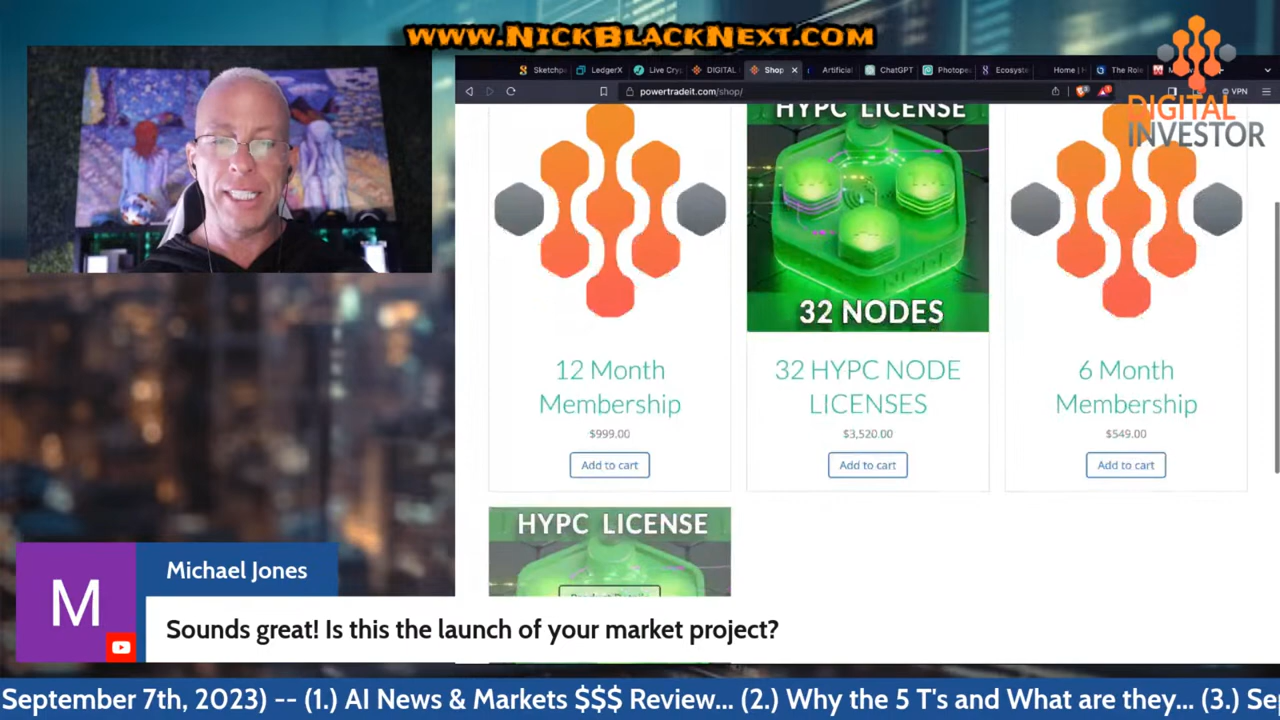 www.NickBlackNext.com
Sketchp
LedgerX
Live Cry
DIGITAL
Shop
Artificial
ChatGPT
Photope
Ecosyste
Home | H
The Role
powertradeit.com/shop/
VPN
DIGITAL
INVESTOR
HYPC LICENSE
32 NODES
12 Month
Membership
$999.00
Add to cart
32 HYPC NODE
LICENSES
$3,520.00
Add to cart
6 Month
Membership
$549.00
Add to cart
HYPC LICENSE
M
Michael Jones
Sounds great! Is this the launch of your market project?
September 7th, 2023) -- (1.) AI News & Markets $$$ Review... (2.) Why the 5 T's and What are they... (3.) Se